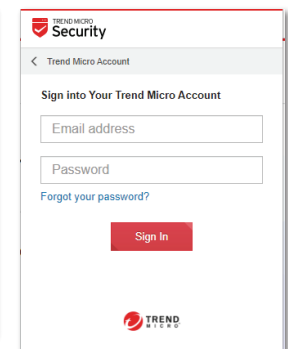 TREND MICRO
Security
< Trend Micro Account
Sign into Your Trend Micro Account
Email address
Password
Forgot your password?
Sign In
TREND
MICRO